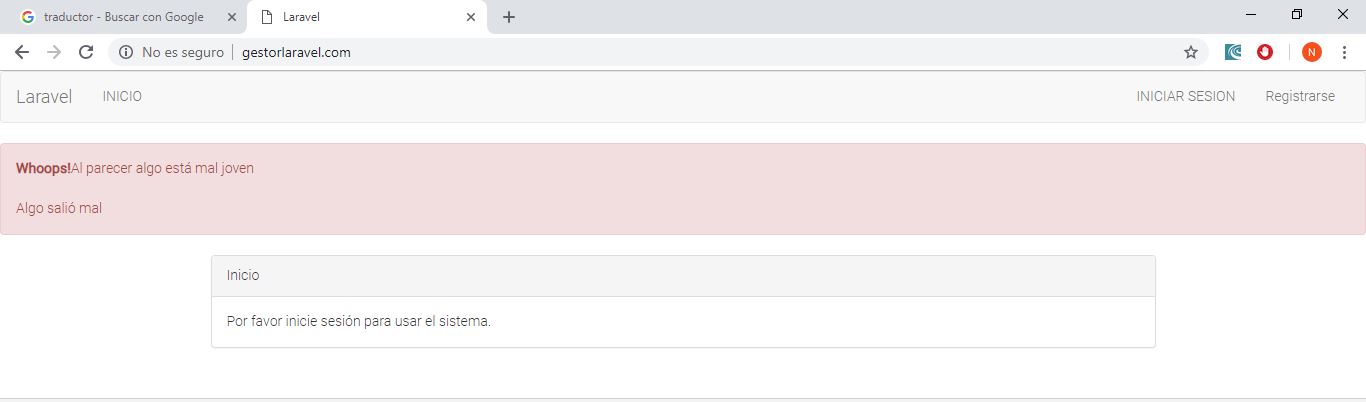 traductor - Buscar con Google
Laravel
No es seguro
gestorlaravel.com
N
Laravel
INICIO
INICIAR SESION
Registrarse
Whoops!Al parecer algo está mal joven
Algo salió mal
Inicio
Por favor inicie sesión para usar el sistema.